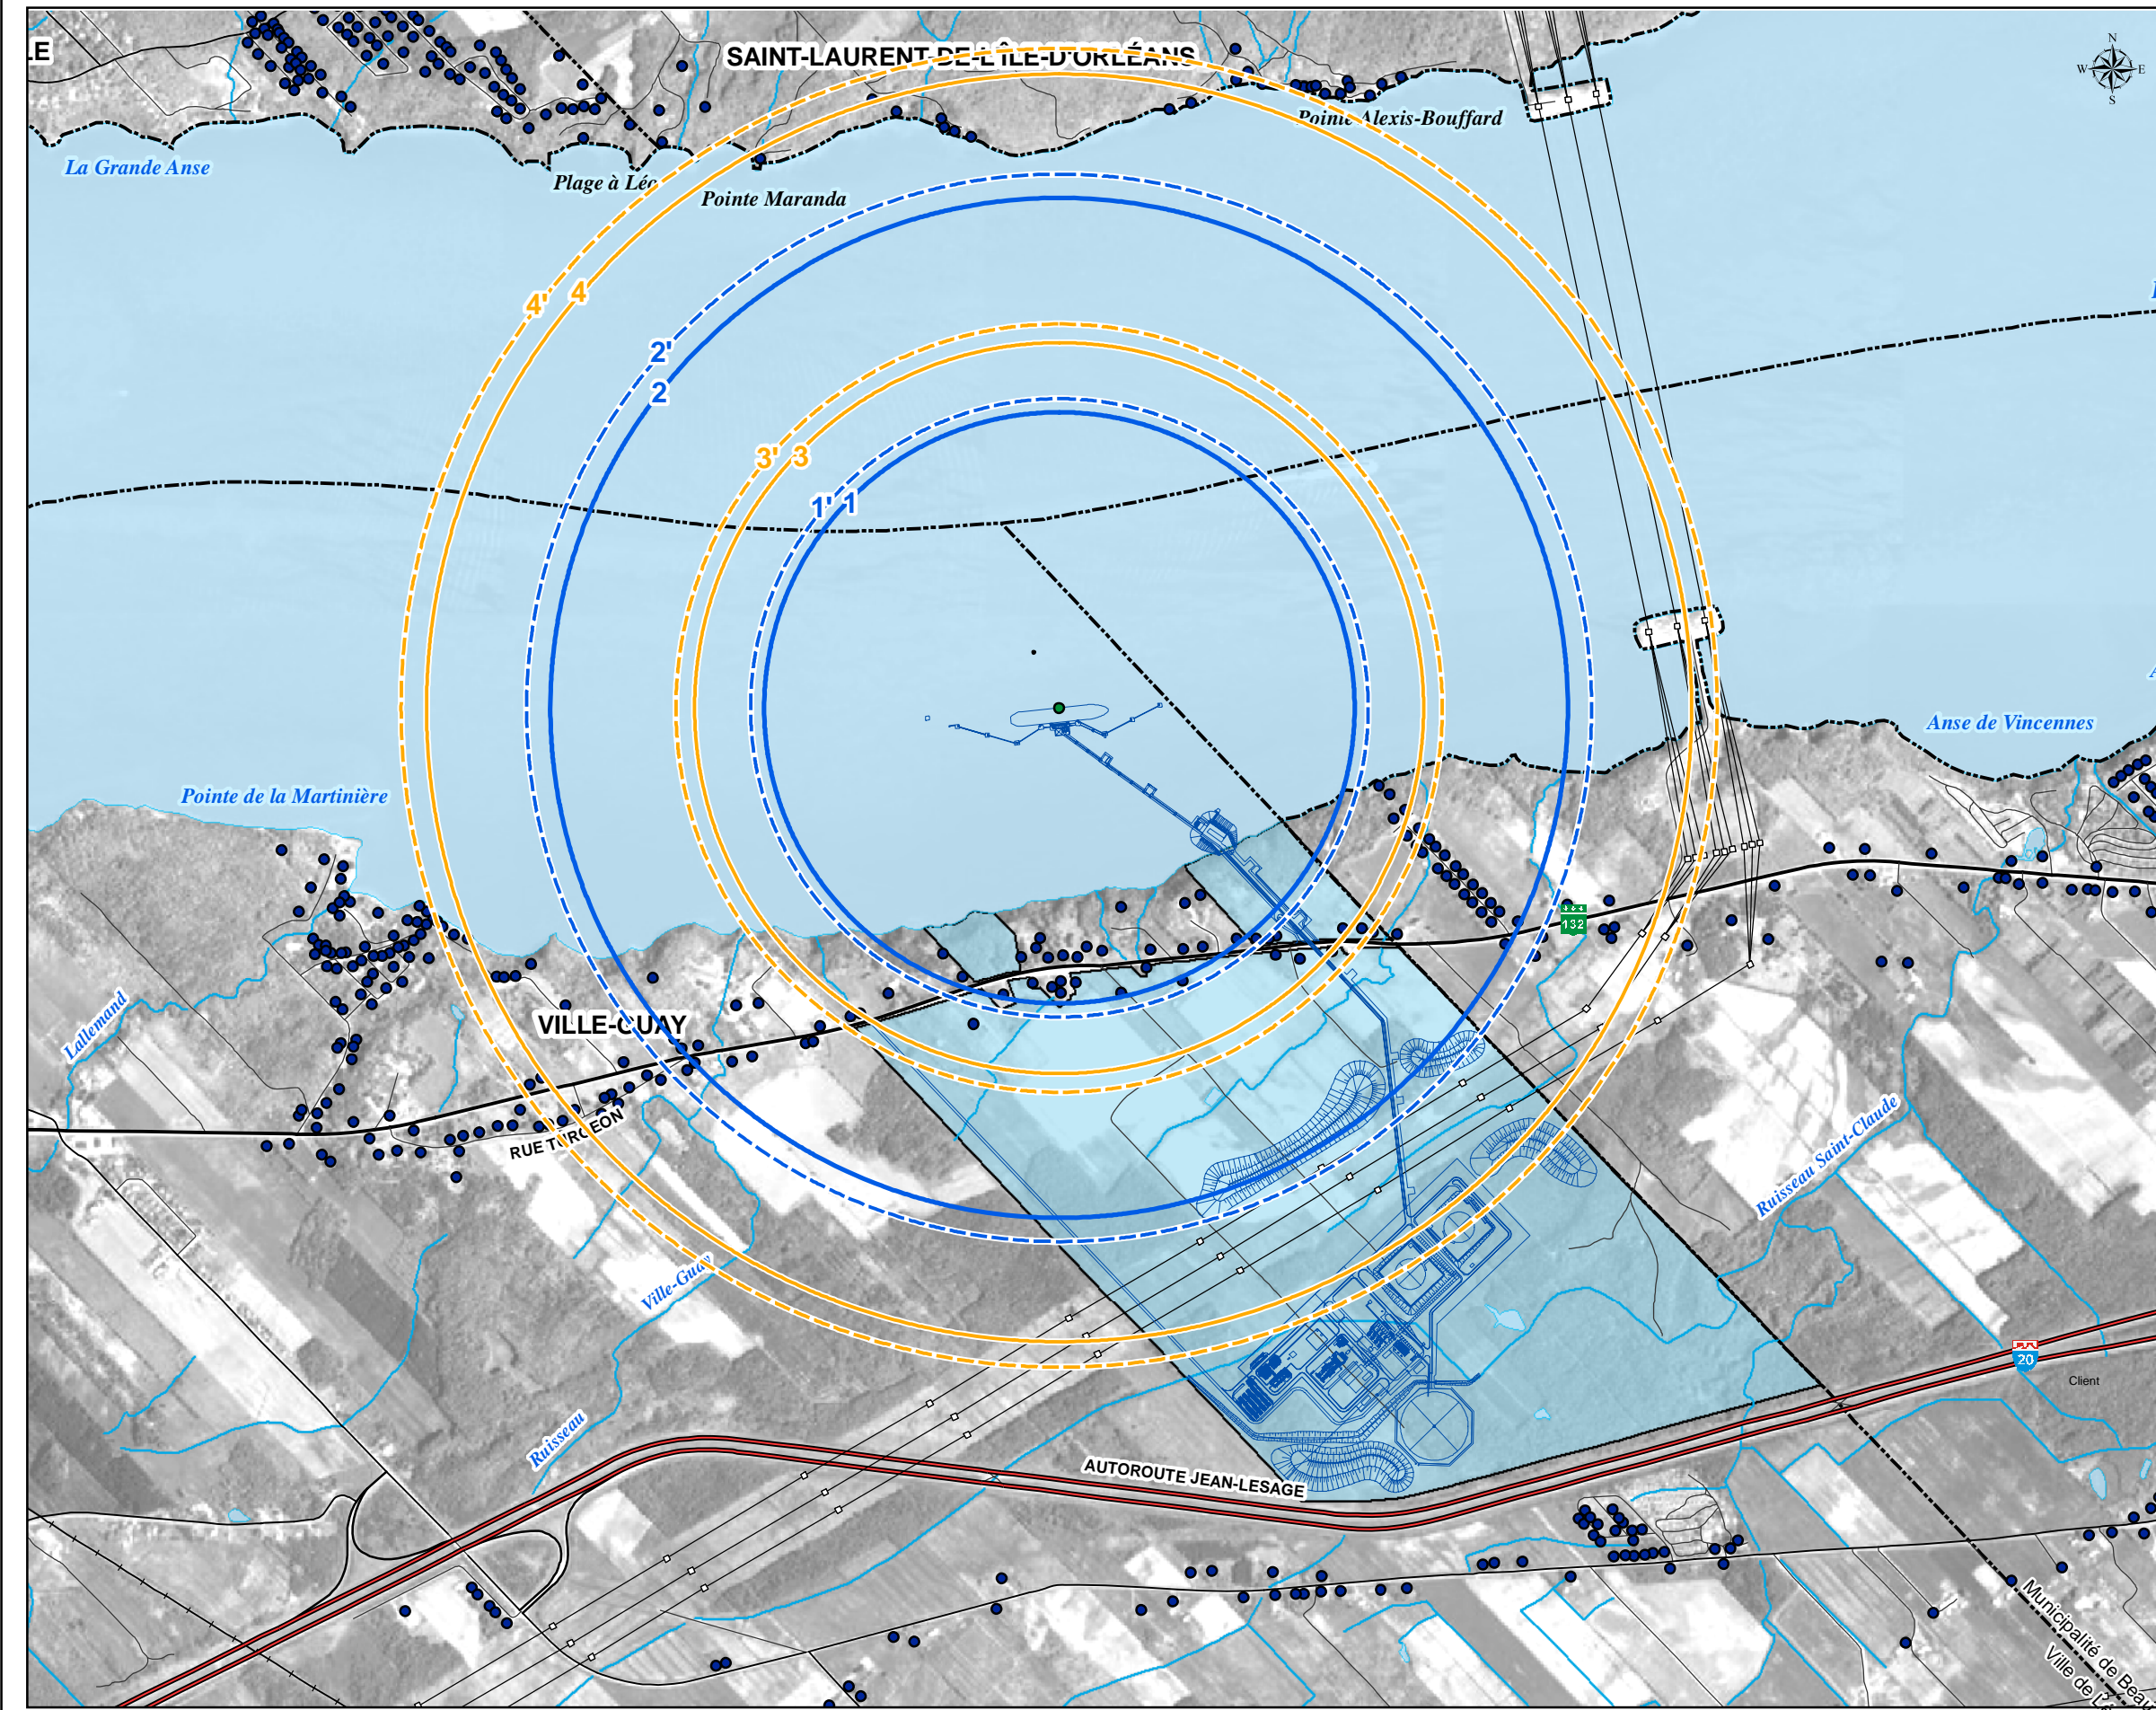 LE
SAINT-LAURENT-DE-L'ÎLE-D'ORLÉANS
N
W E
S
Pointe Alexis-Bouffard
La Grande Anse
Plage à
Pointe Maranda
4' 4
2'
2
3' 3
1' 1
Anse de Vincennes
Pointe de la Martinière
132
Lallemand
VILLE-GUAY
RUE TURGEON
Ruisseau Saint-Claude
Ville-Guay
20
Client
Ruisseau
AUTOROUTE JEAN-LESAGE
Municipalité de Beau
Ville de